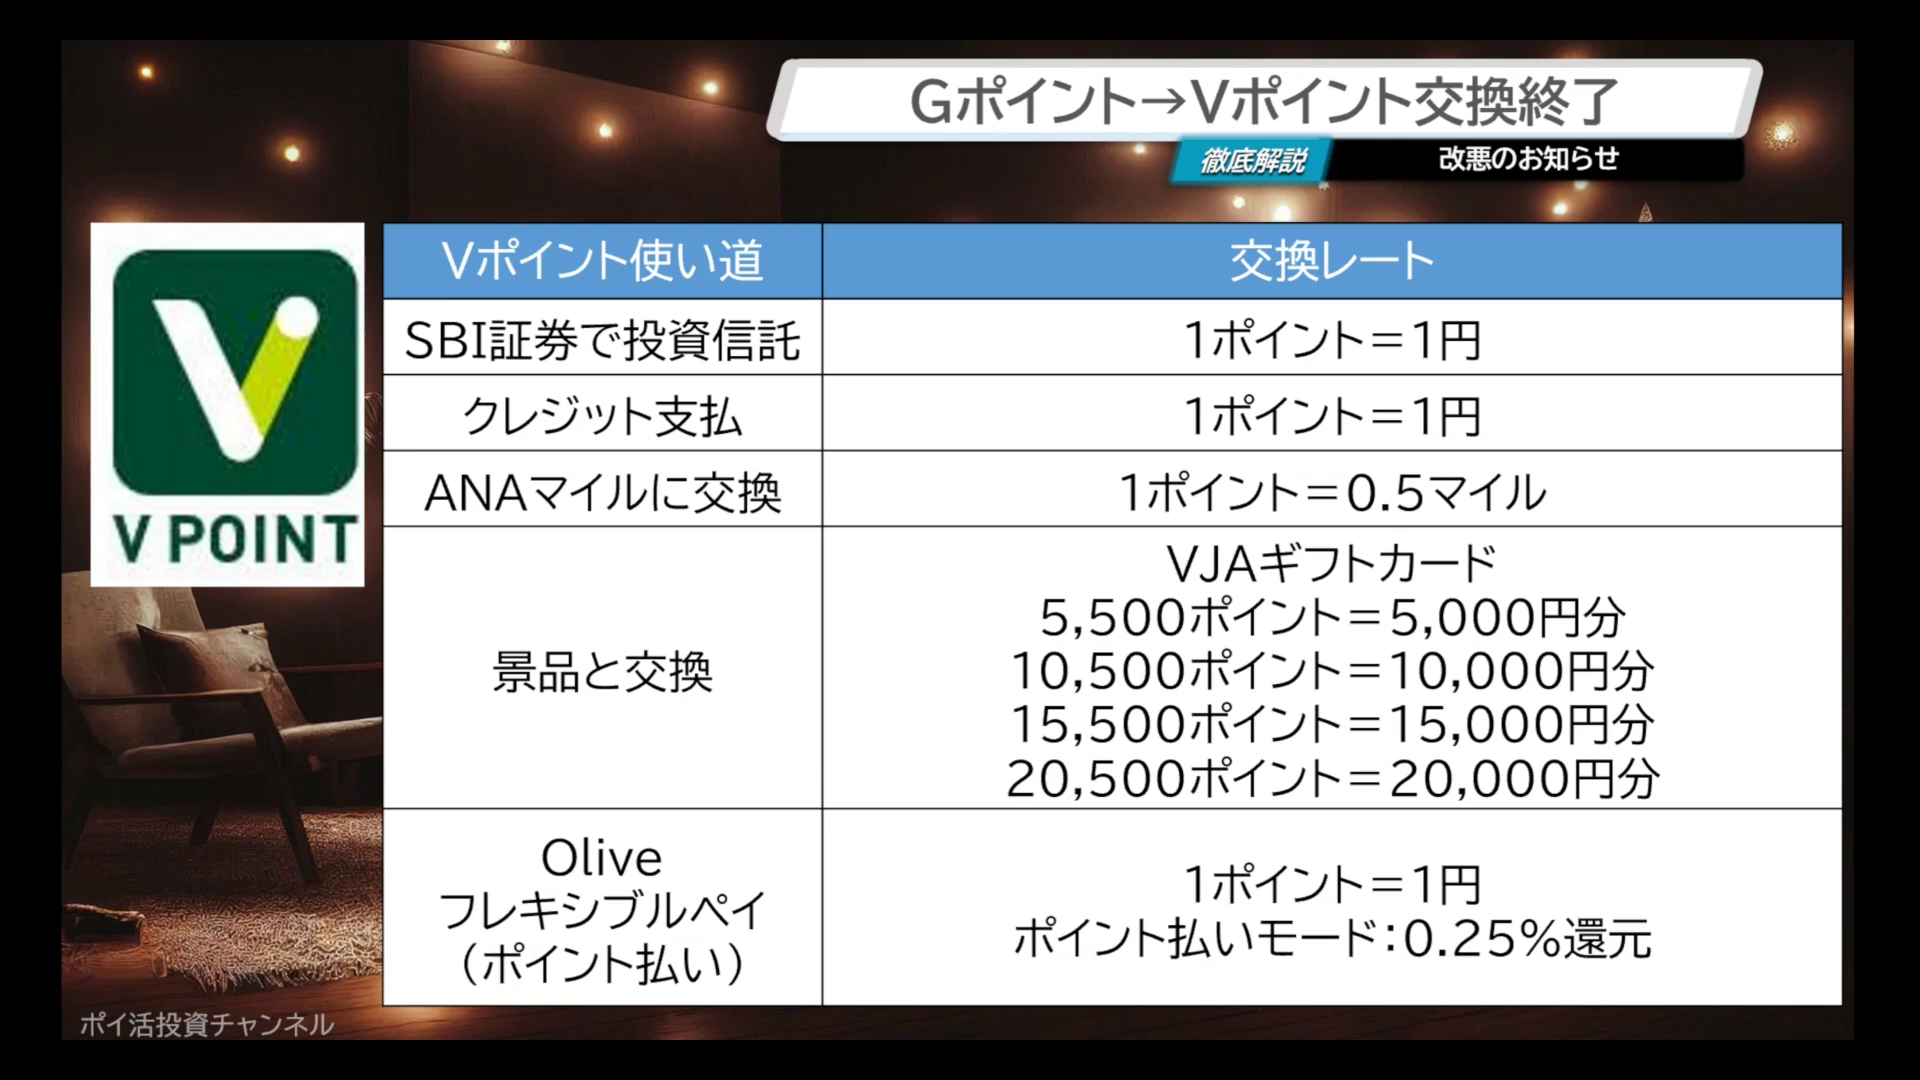 Gポイント→Vポイント交換終了
徹底解説
改悪のお知らせ
V POINT
Vポイント使い道
交換レート
SBI証券で投資信託
1ポイント＝1円
クレジット支払
1ポイント＝1円
ANAマイルに交換
1ポイント＝0.5マイル
景品と交換
VJAギフトカード
5,500ポイント＝5,000円分
10,500ポイント＝10,000円分
15,500ポイント＝15,000円分
20,500ポイント＝20,000円分
Olive
フレキシブルペイ
（ポイント払い）
1ポイント＝1円
ポイント払いモード：0.25%還元
ポイ活投資チャンネル